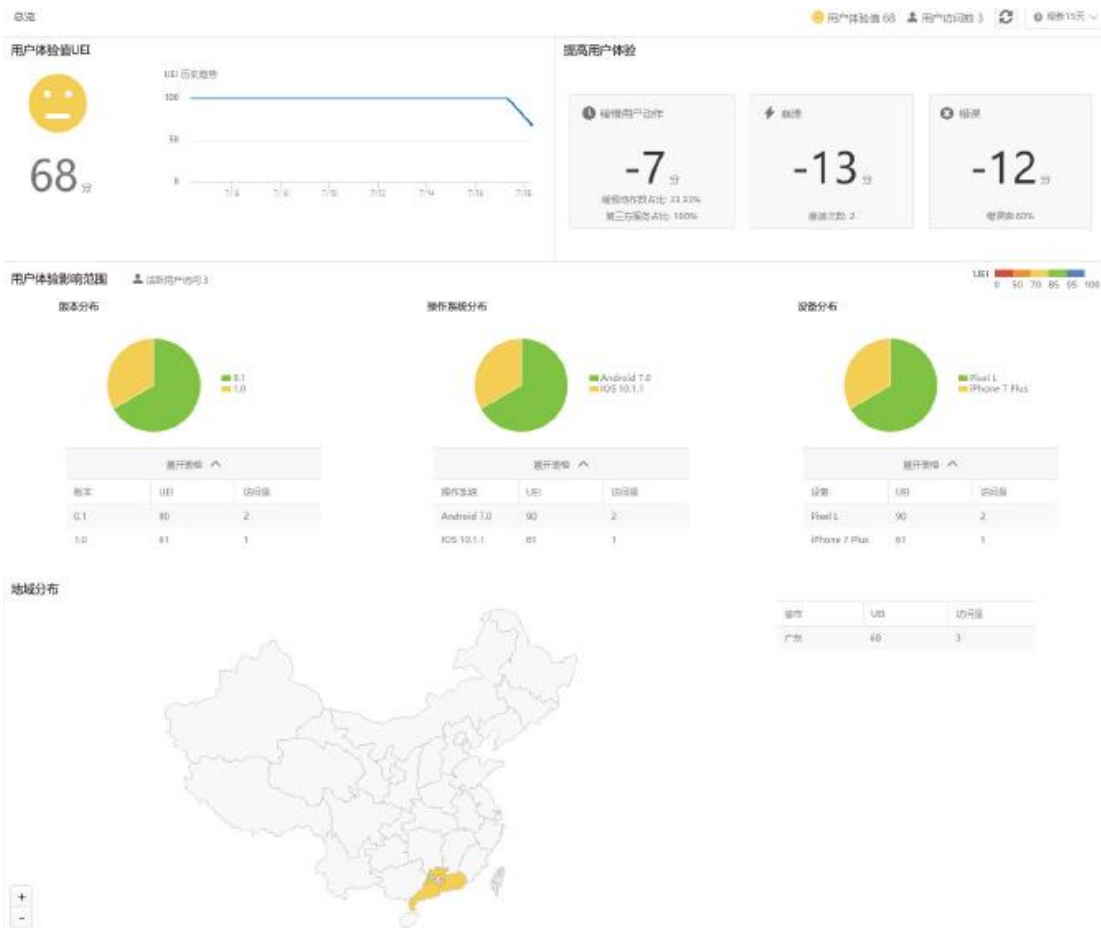 总览
用户体验值 68 用户访问数 3 最新15天
用户体验值UEI
UEI 历史趋势
100
50
0
7/6 7/8 7/10 7/12 7/14 7/16 7/18
68 分
提高用户体验
缓慢用户动作
-7 分
缓慢动作数占比: 33.33%
第三方服务占比: 100%
崩溃
-13 分
崩溃次数: 2
错误
-12 分
错误率:60%
用户体验影响范围 活跃用户访问 3
UEI
0 50 70 85 95 100
版本分布
0.1
1.0
展开表格
版本 UEI 访问量
0.1 90 2
1.0 61 1
操作系统分布
Android 7.0
IOS 10.1.1
展开表格
操作系统 UEI 访问量
Android 7.0 90 2
IOS 10.1.1 61 1
设备分布
Pixel L
iPhone 7 Plus
展开表格
设备 UEI 访问量
Pixel L 90 2
iPhone 7 Plus 61 1
地域分布
省市 UEI 访问量
广东 60 3
+
-